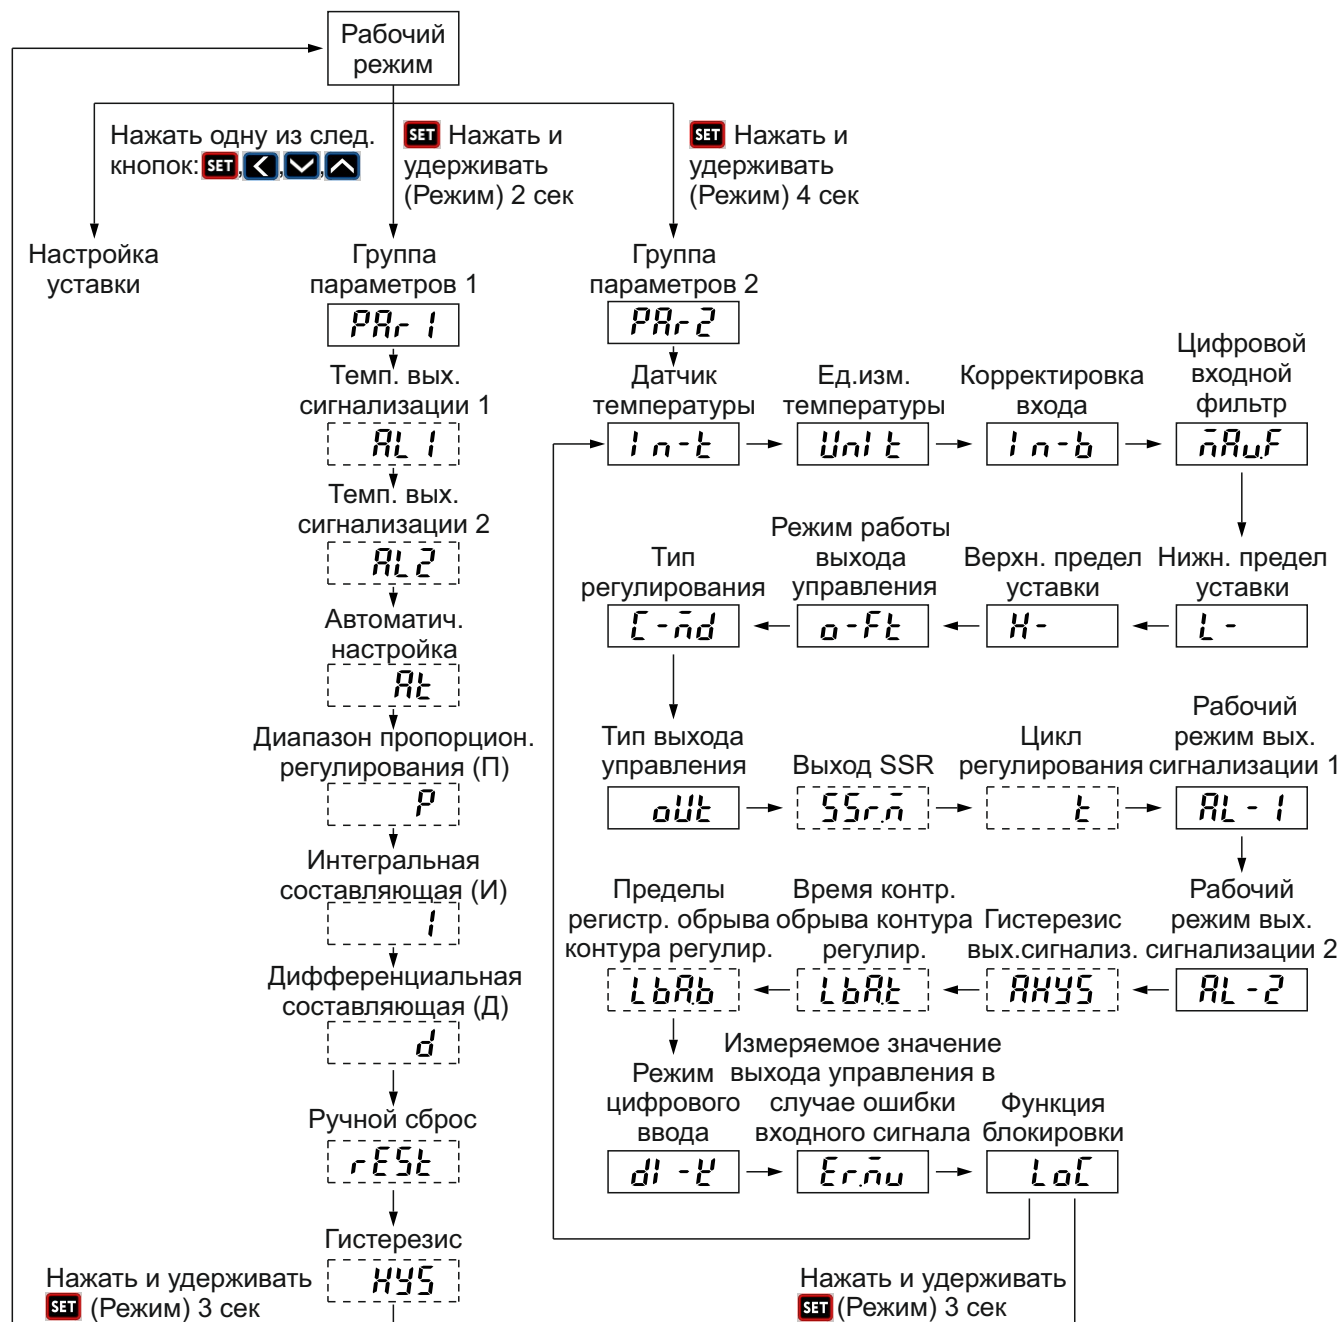 Рабочий
режим
Нажать одну из след.
кнопок: SET, <, ∨, ∧
SET Нажать и
удерживать
(Режим) 2 сек
SET Нажать и
удерживать
(Режим) 4 сек
Настройка
уставки
Группа
параметров 1
PAr 1
Темп. вых.
сигнализации 1
AL 1
Темп. вых.
сигнализации 2
AL2
Автоматич.
настройка
At
Диапазон пропорцион.
регулирования (П)
P
Интегральная
составляющая (И)
I
Дифференциальная
составляющая (Д)
d
Ручной сброс
rESt
Гистерезис
HYS
Нажать и удерживать
SET (Режим) 3 сек
Группа
параметров 2
PAr2
Датчик
температуры
In-t
Ед.изм.
температуры
UnIt
Корректировка
входа
In-b
Цифровой
входной
фильтр
mAv.F
Нижн. предел
уставки
L-
Верхн. предел
уставки
H-
Режим работы
выхода
управления
o-Ft
Тип
регулирования
C-md
Тип выхода
управления
oUt
Выход SSR
SSr.m
Цикл
регулирования
t
Рабочий
режим вых.
сигнализации 1
AL-1
Рабочий
режим вых.
сигнализации 2
AL-2
Гистерезис
вых.сигнализ.
AHYS
Время контр.
обрыва контура
регулир.
LbA.t
Пределы
регистр. обрыва
контура регулир.
LbA.b
Режим
цифрового
ввода
dI-K
Измеряемое значение
выхода управления в
случае ошибки
входного сигнала
Er.mv
Функция
блокировки
LoC
Нажать и удерживать
SET (Режим) 3 сек